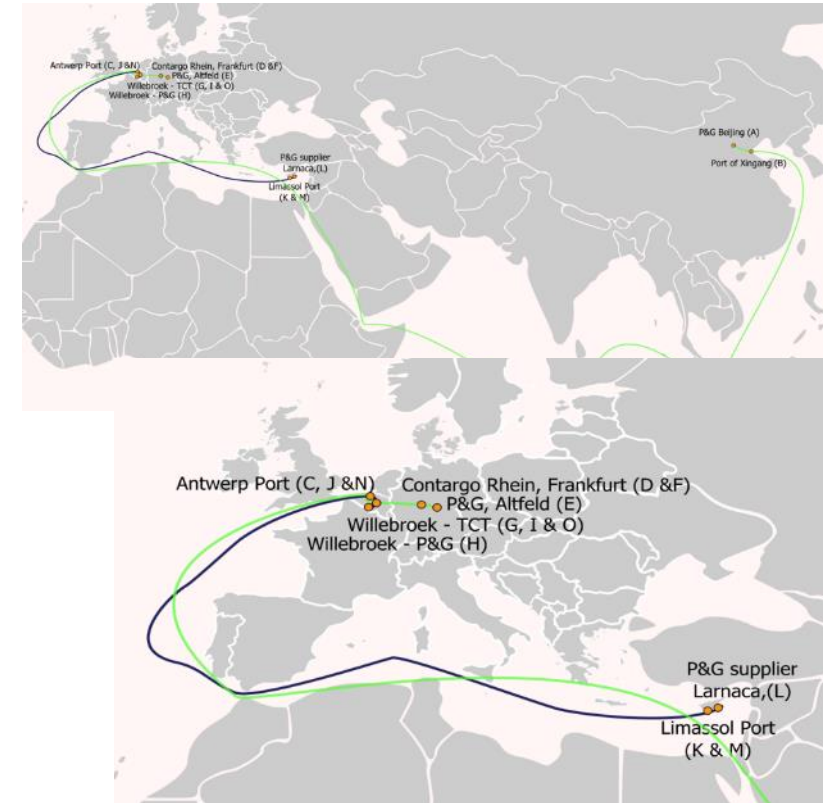 Antwerp Port (C, J &N)
Contargo Rhein, Frankfurt (D &F)
P&G, Altfeld (E)
Willebroek - TCT (G, I & O)
Willebroek - P&G (H)
P&G Beijing (A)
Port of Xingang (B)
P&G supplier
Larnaca,(L)
Limassol Port
(K & M)
Antwerp Port (C, J &N)
Contargo Rhein, Frankfurt (D &F)
P&G, Altfeld (E)
Willebroek - TCT (G, I & O)
Willebroek - P&G (H)
P&G supplier
Larnaca,(L)
Limassol Port
(K & M)